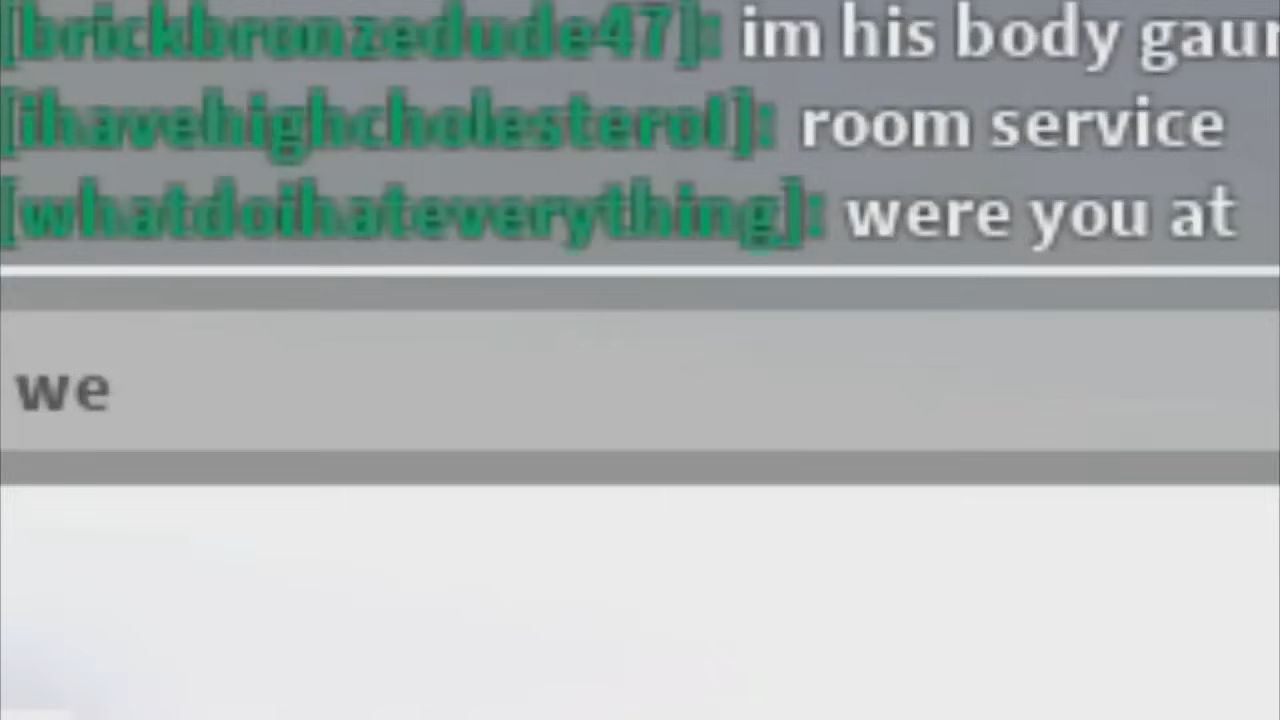 [brickbronzedude47]: im his body gaur
[ihavehighcholesterol]: room service
[whatdoihateverything]: were you at
we